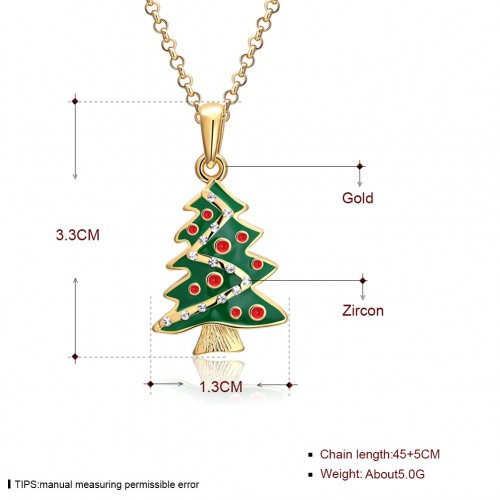 Gold
3.3CM
Zircon
1.3CM
Chain length:45+5CM
Weight: About5.0G
TIPS:manual measuring permissible error